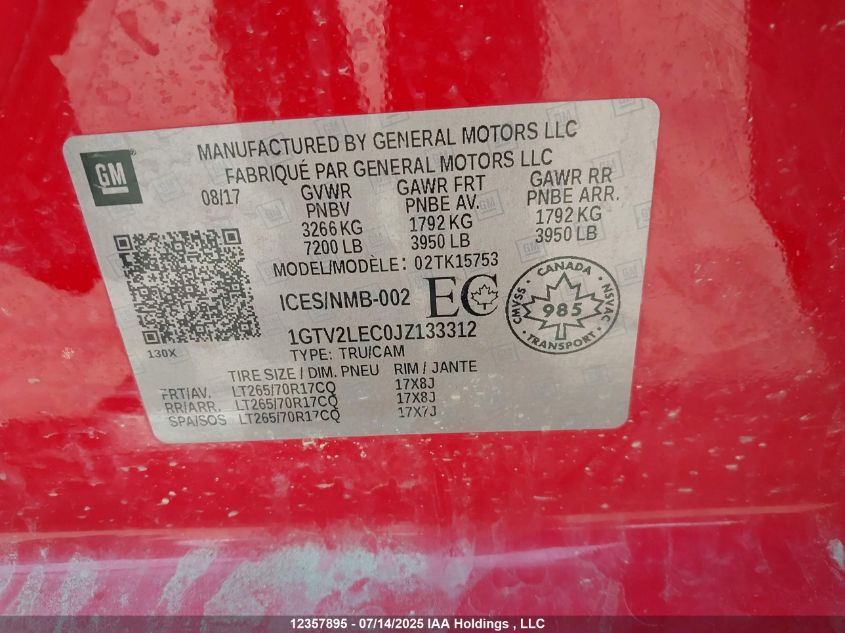 GM
MANUFACTURED BY GENERAL MOTORS LLC
FABRIQUÉ PAR GENERAL MOTORS LLC
08/17 GVWR GAWR FRT GAWR RR
PNBV PNBE AV. PNBE ARR.
3266 KG 1792 KG 1792 KG
7200 LB 3950 LB 3950 LB
MODEL/MODÈLE: 02TK15753
ICES/NMB-002 EC
CANADA
CMVSS 985 NSVAC
TRANSPORT
1GTV2LEC0JZ133312
130X
TYPE: TRU/CAM
TIRE SIZE / DIM. PNEU RIM / JANTE
FRT/AV. LT265/70R17CQ 17X8J
RR/ARR. LT265/70R17CQ 17X8J
SPA/SOS LT265/70R17CQ 17X7J
12357895 - 07/14/2025 IAA Holdings , LLC